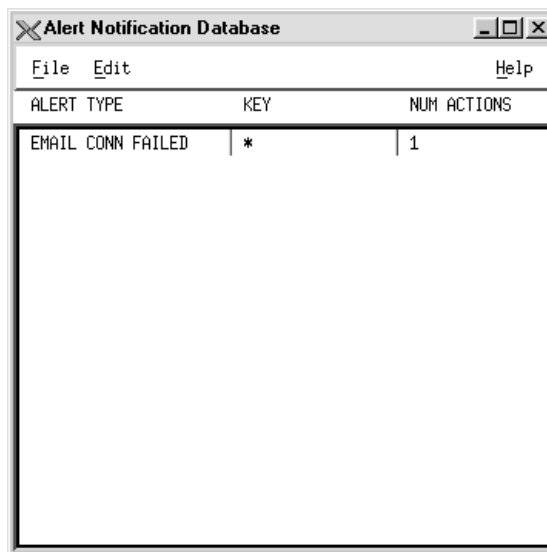 Alert Notification Database
File Edit Help
ALERT TYPE KEY NUM ACTIONS
EMAIL CONN FAILED * 1